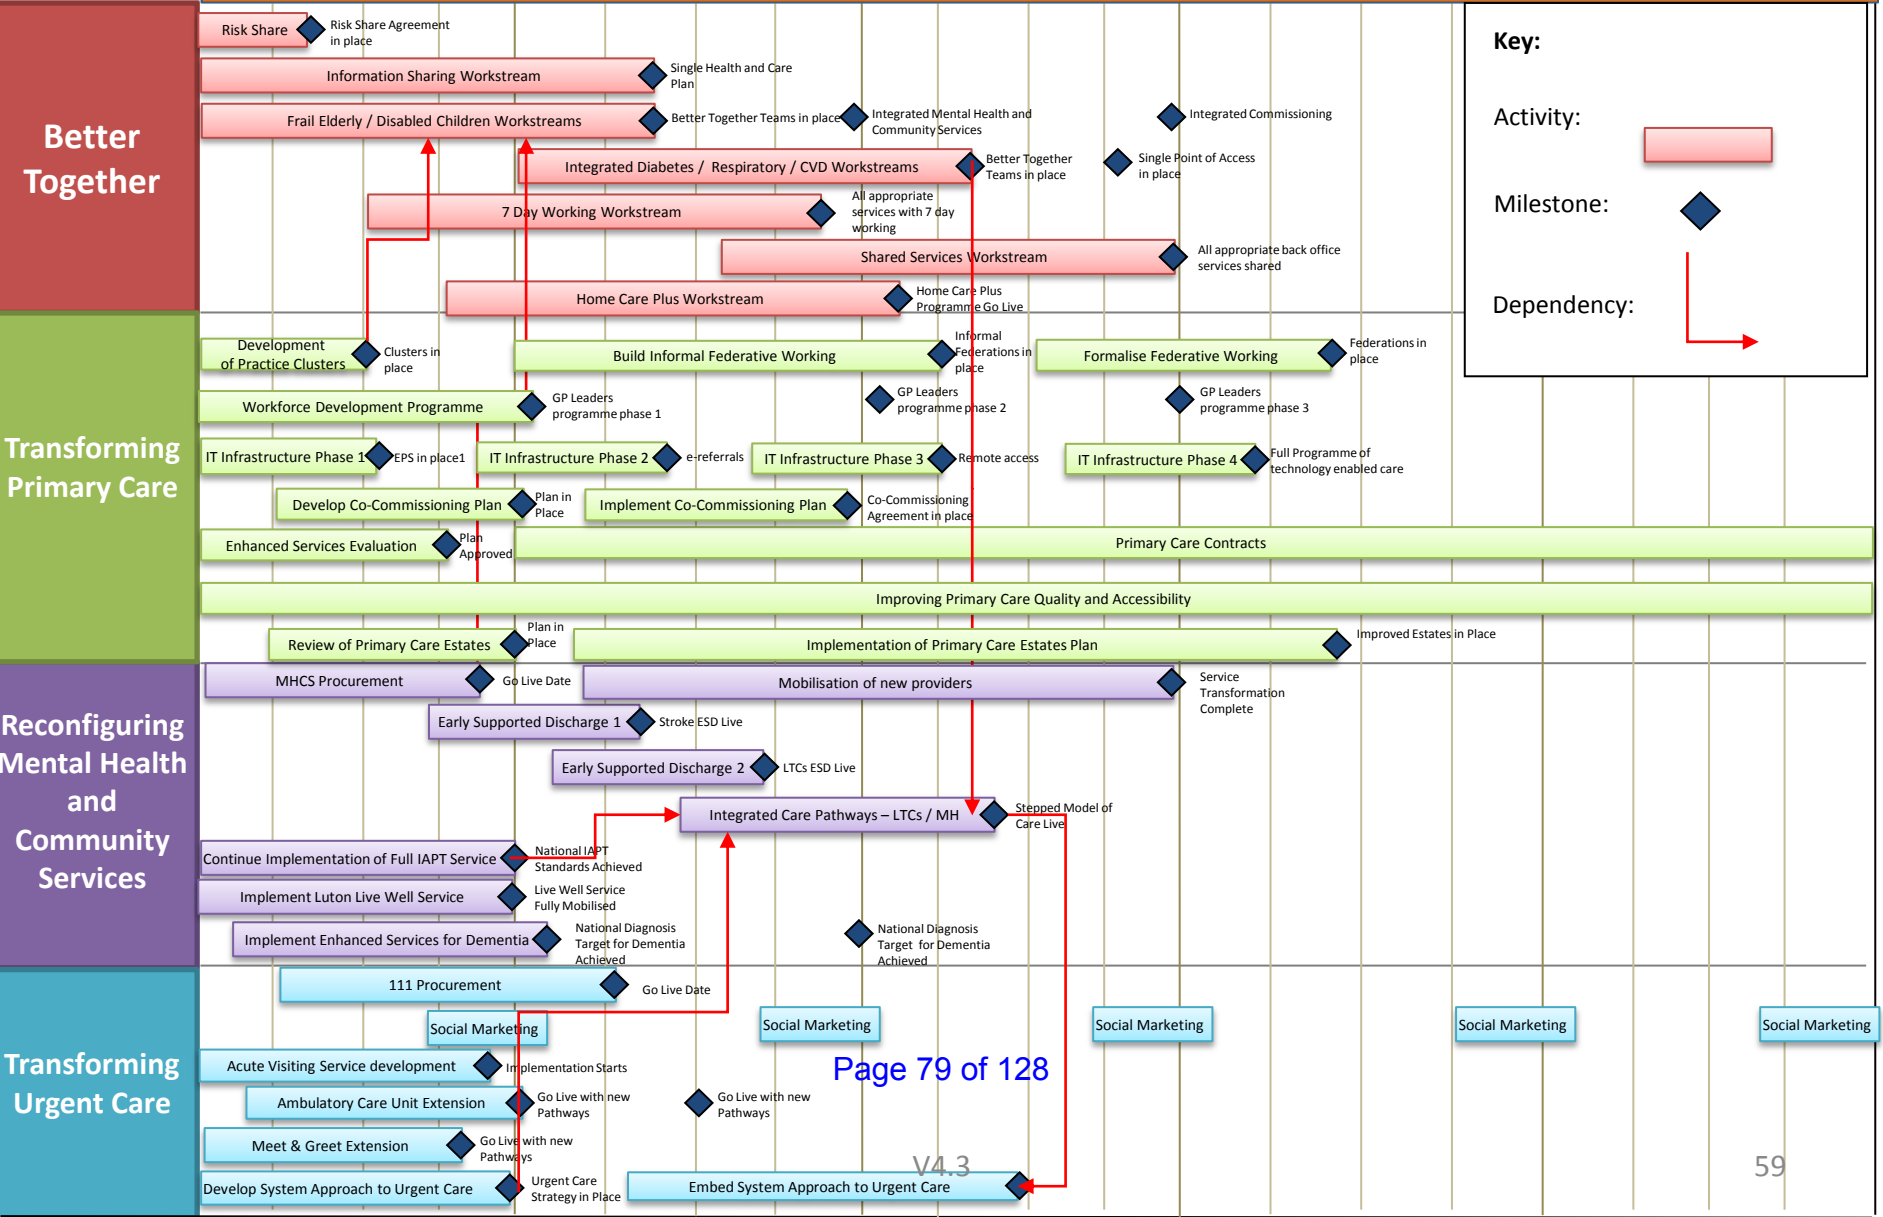 Better
Together
Risk Share
Risk Share Agreement
in place
Information Sharing Workstream
Single Health and Care
Plan
Frail Elderly / Disabled Children Workstreams
Better Together Teams in place
Integrated Mental Health and
Community Services
Integrated Commissioning
Integrated Diabetes / Respiratory / CVD Workstreams
Better Together
Teams in place
Single Point of Access
in place
7 Day Working Workstream
All appropriate
services with 7 day
working
Shared Services Workstream
All appropriate back office
services shared
Home Care Plus Workstream
Home Care Plus
Programme Go Live
Key:
Activity:
Milestone:
Dependency:
Transforming
Primary Care
Development
of Practice Clusters
Clusters in
place
Build Informal Federative Working
Informal
Federations in
place
Formalise Federative Working
Federations in
place
Workforce Development Programme
GP Leaders
programme phase 1
GP Leaders
programme phase 2
GP Leaders
programme phase 3
IT Infrastructure Phase 1
EPS in place1
IT Infrastructure Phase 2
e-referrals
IT Infrastructure Phase 3
Remote access
IT Infrastructure Phase 4
Full Programme of
technology enabled care
Develop Co-Commissioning Plan
Plan in
Place
Implement Co-Commissioning Plan
Co-Commissioning
Agreement in place
Enhanced Services Evaluation
Plan
Approved
Primary Care Contracts
Improving Primary Care Quality and Accessibility
Review of Primary Care Estates
Plan in
Place
Implementation of Primary Care Estates Plan
Improved Estates in Place
Reconfiguring
Mental Health
and
Community
Services
MHCS Procurement
Go Live Date
Mobilisation of new providers
Service
Transformation
Complete
Early Supported Discharge 1
Stroke ESD Live
Early Supported Discharge 2
LTCs ESD Live
Integrated Care Pathways – LTCs / MH
Stepped Model of
Care Live
Continue Implementation of Full IAPT Service
National IAPT
Standards Achieved
Implement Luton Live Well Service
Live Well Service
Fully Mobilised
Implement Enhanced Services for Dementia
National Diagnosis
Target for Dementia
Achieved
National Diagnosis
Target for Dementia
Achieved
Transforming
Urgent Care
111 Procurement
Go Live Date
Social Marketing
Social Marketing
Social Marketing
Social Marketing
Social Marketing
Acute Visiting Service development
Implementation Starts
Page 79 of 128
Ambulatory Care Unit Extension
Go Live with new
Pathways
Go Live with new
Pathways
Meet & Greet Extension
Go Live with new
Pathways
V4.3
59
Develop System Approach to Urgent Care
Urgent Care
Strategy in Place
Embed System Approach to Urgent Care